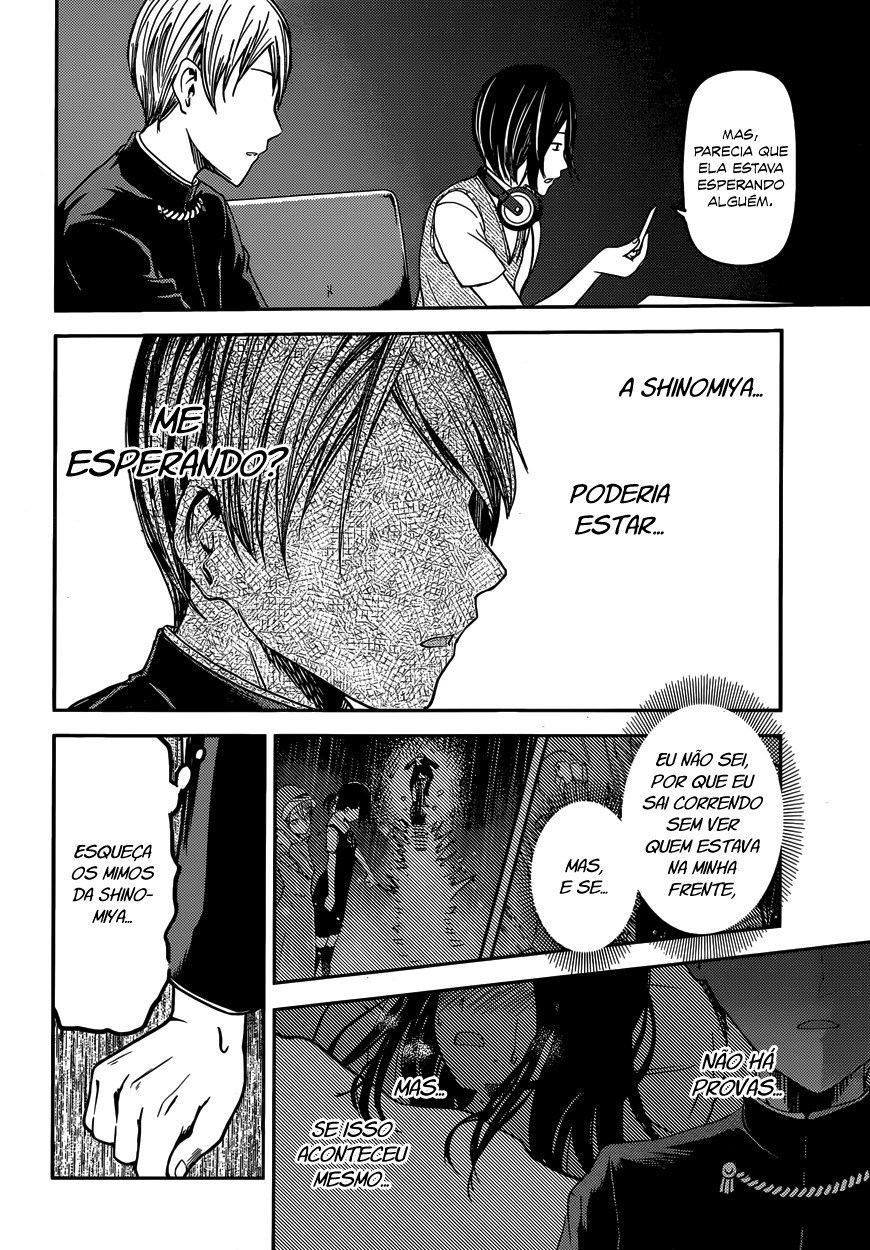 MAS,
PARECIA QUE
ELA ESTAVA
ESPERANDO
ALGUÉM.
A SHINOMIYA...
PODERIA
ESTAR...
ME
ESPERANDO?
EU NÃO SEI,
POR QUE EU
SAI CORRENDO
SEM VER
QUEM ESTAVA
NA MINHA
FRENTE,
MAS,
E SE...
ESQUEÇA
OS MIMOS
DA SHINO-
MIYA...
NÃO HÁ
PROVAS...
MAS...
SE ISSO
ACONTECEU
MESMO...